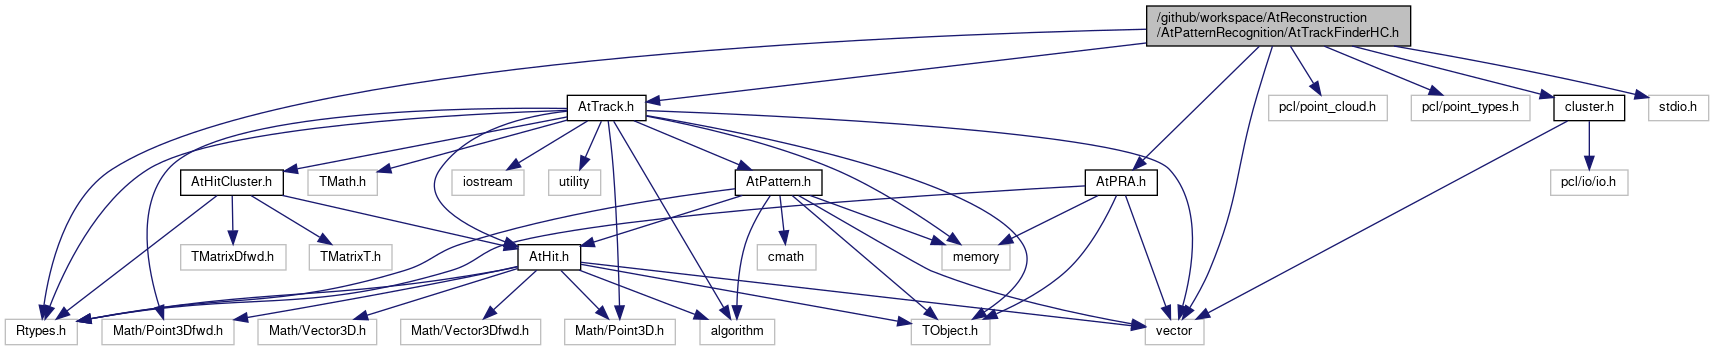 /github/workspace/AtReconstruction
/AtPatternRecognition/AtTrackFinderHC.h
AtTrack.h
pcl/point_cloud.h
pcl/point_types.h
cluster.h
stdio.h
AtHitCluster.h
TMath.h
iostream
utility
AtPattern.h
AtPRA.h
pcl/io/io.h
TMatrixDfwd.h
TMatrixT.h
AtHit.h
cmath
memory
Rtypes.h
Math/Point3Dfwd.h
Math/Vector3D.h
Math/Vector3Dfwd.h
Math/Point3D.h
algorithm
TObject.h
vector